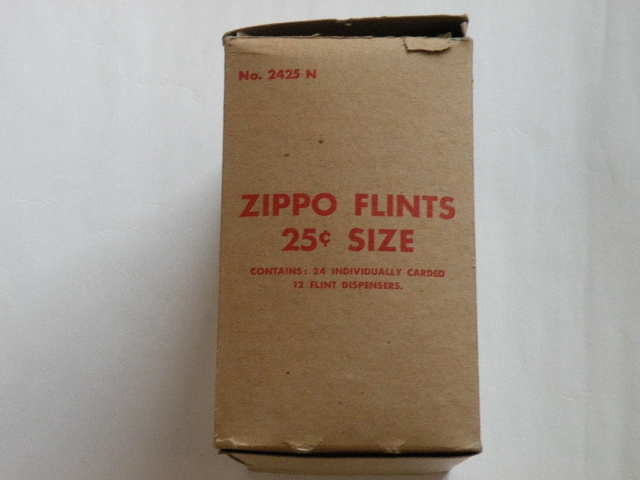 No. 2425 N
ZIPPO FLINTS
25¢ SIZE
CONTAINS: 24 INDIVIDUALLY CARDED
12 FLINT DISPENSERS.